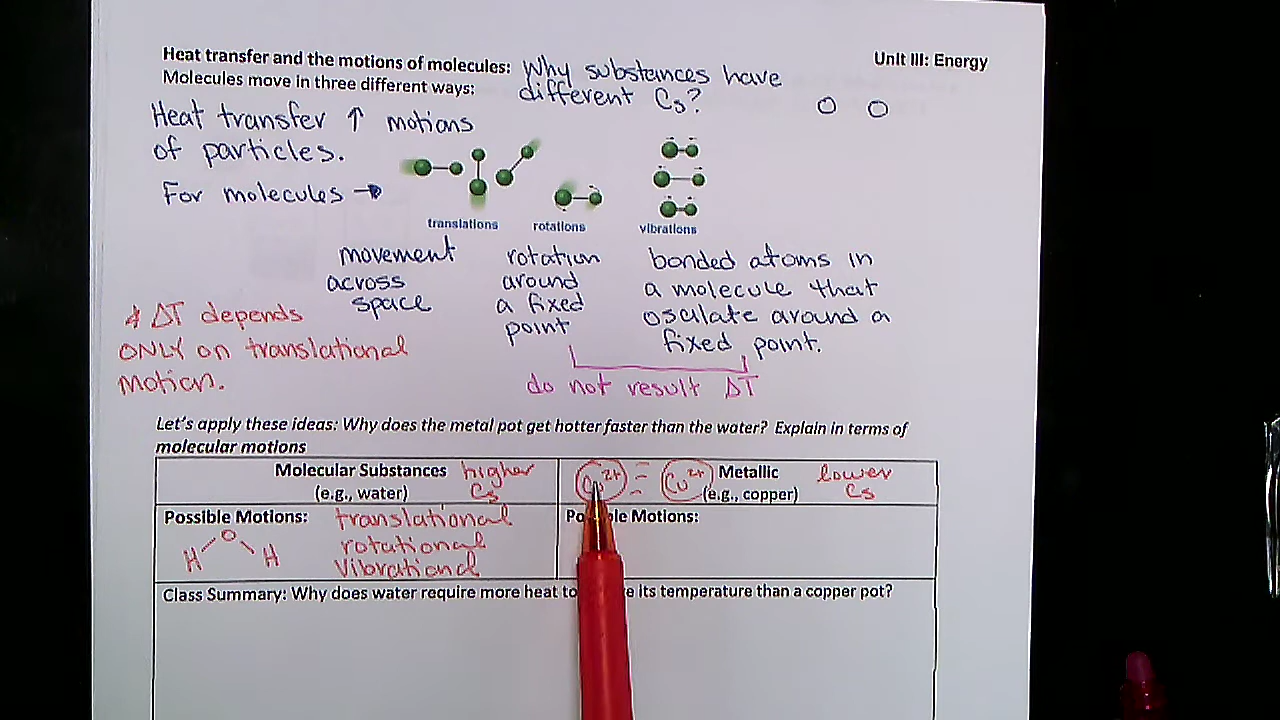 Heat transfer and the motions of molecules: Why substances have
Unit III: Energy
Molecules move in three different ways: different Cs?
Heat transfer ↑ motions
of particles.
For molecules →
translations rotations vibrations
movement
across
space
rotation
around
a fixed
point
bonded atoms in
a molecule that
osculate around a
fixed point.
* ΔT depends
ONLY on translational
motion.
do not result ΔT
Let's apply these ideas: Why does the metal pot get hotter faster than the water? Explain in terms of
molecular motions
Molecular Substances higher
(e.g., water) Cs
Cu²⁺ = Cu²⁺ Metallic lower
(e.g., copper) Cs
Possible Motions: translational
H O H rotational
vibrational
Motions:
Class Summary: Why does water require more heat its temperature than a copper pot?